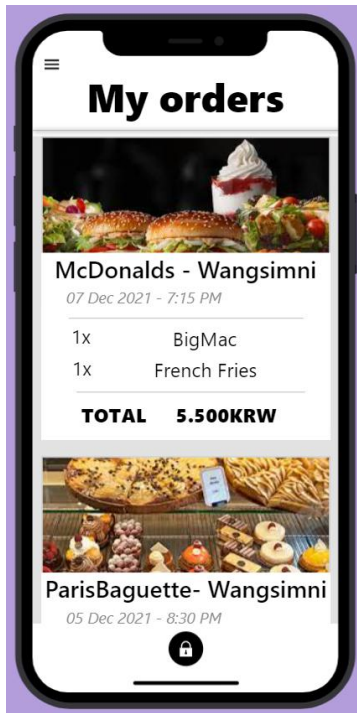 My orders
McDonalds - Wangsimni
07 Dec 2021 - 7:15 PM
1x BigMac
1x French Fries
TOTAL 5.500KRW
ParisBaguette- Wangsimni
05 Dec 2021 - 8:30 PM